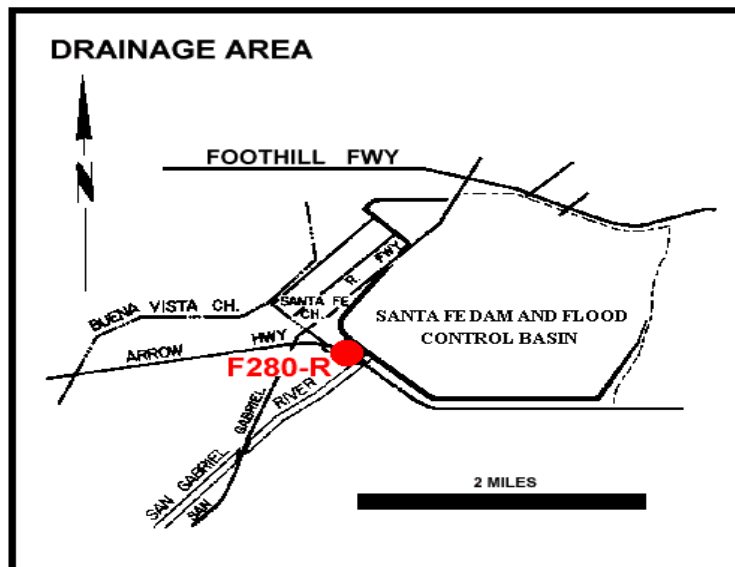 DRAINAGE AREA
N
FOOTHILL FWY
R. FWY
SANTA FE
CH.
BUENA VISTA CH.
SANTA FE DAM AND FLOOD
CONTROL BASIN
ARROW HWY
F280-R
SAN GABRIEL RIVER
SAN GABRIEL
2 MILES